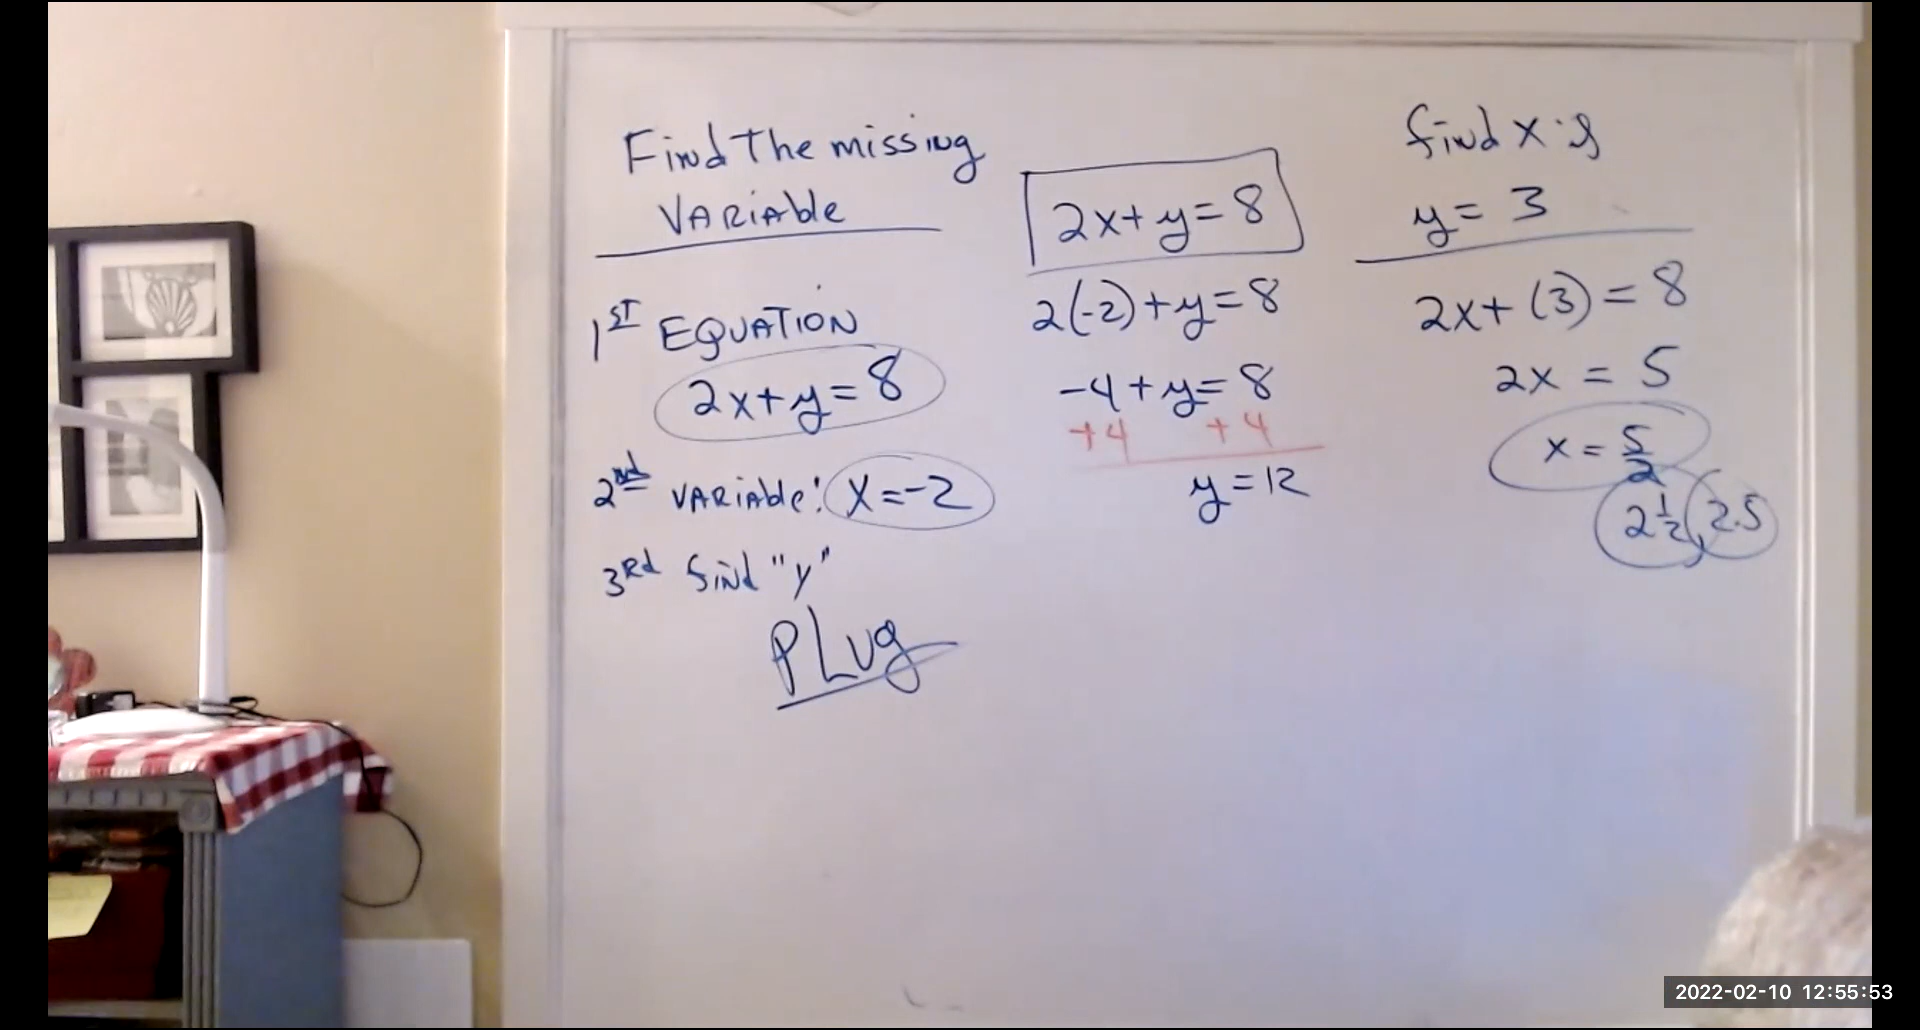 Find The missing
VARiAble
1ST EQUATION
2x+y=8
2nd VARiAble: x=-2
3Rd find "y"
PLug
2x+y=8
2(-2)+y=8
-4+y=8
+4 +4
y=12
find x if
y=3
2x+(3)=8
2x=5
x=5/2
2 1/2, 2.5
2022-02-10 12:55:53